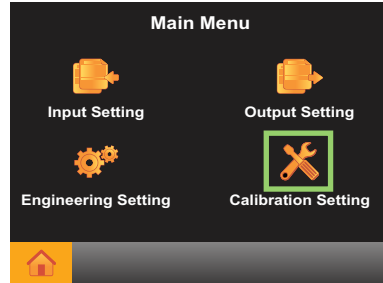 Main Menu
Input Setting
Output Setting
Engineering Setting
Calibration Setting